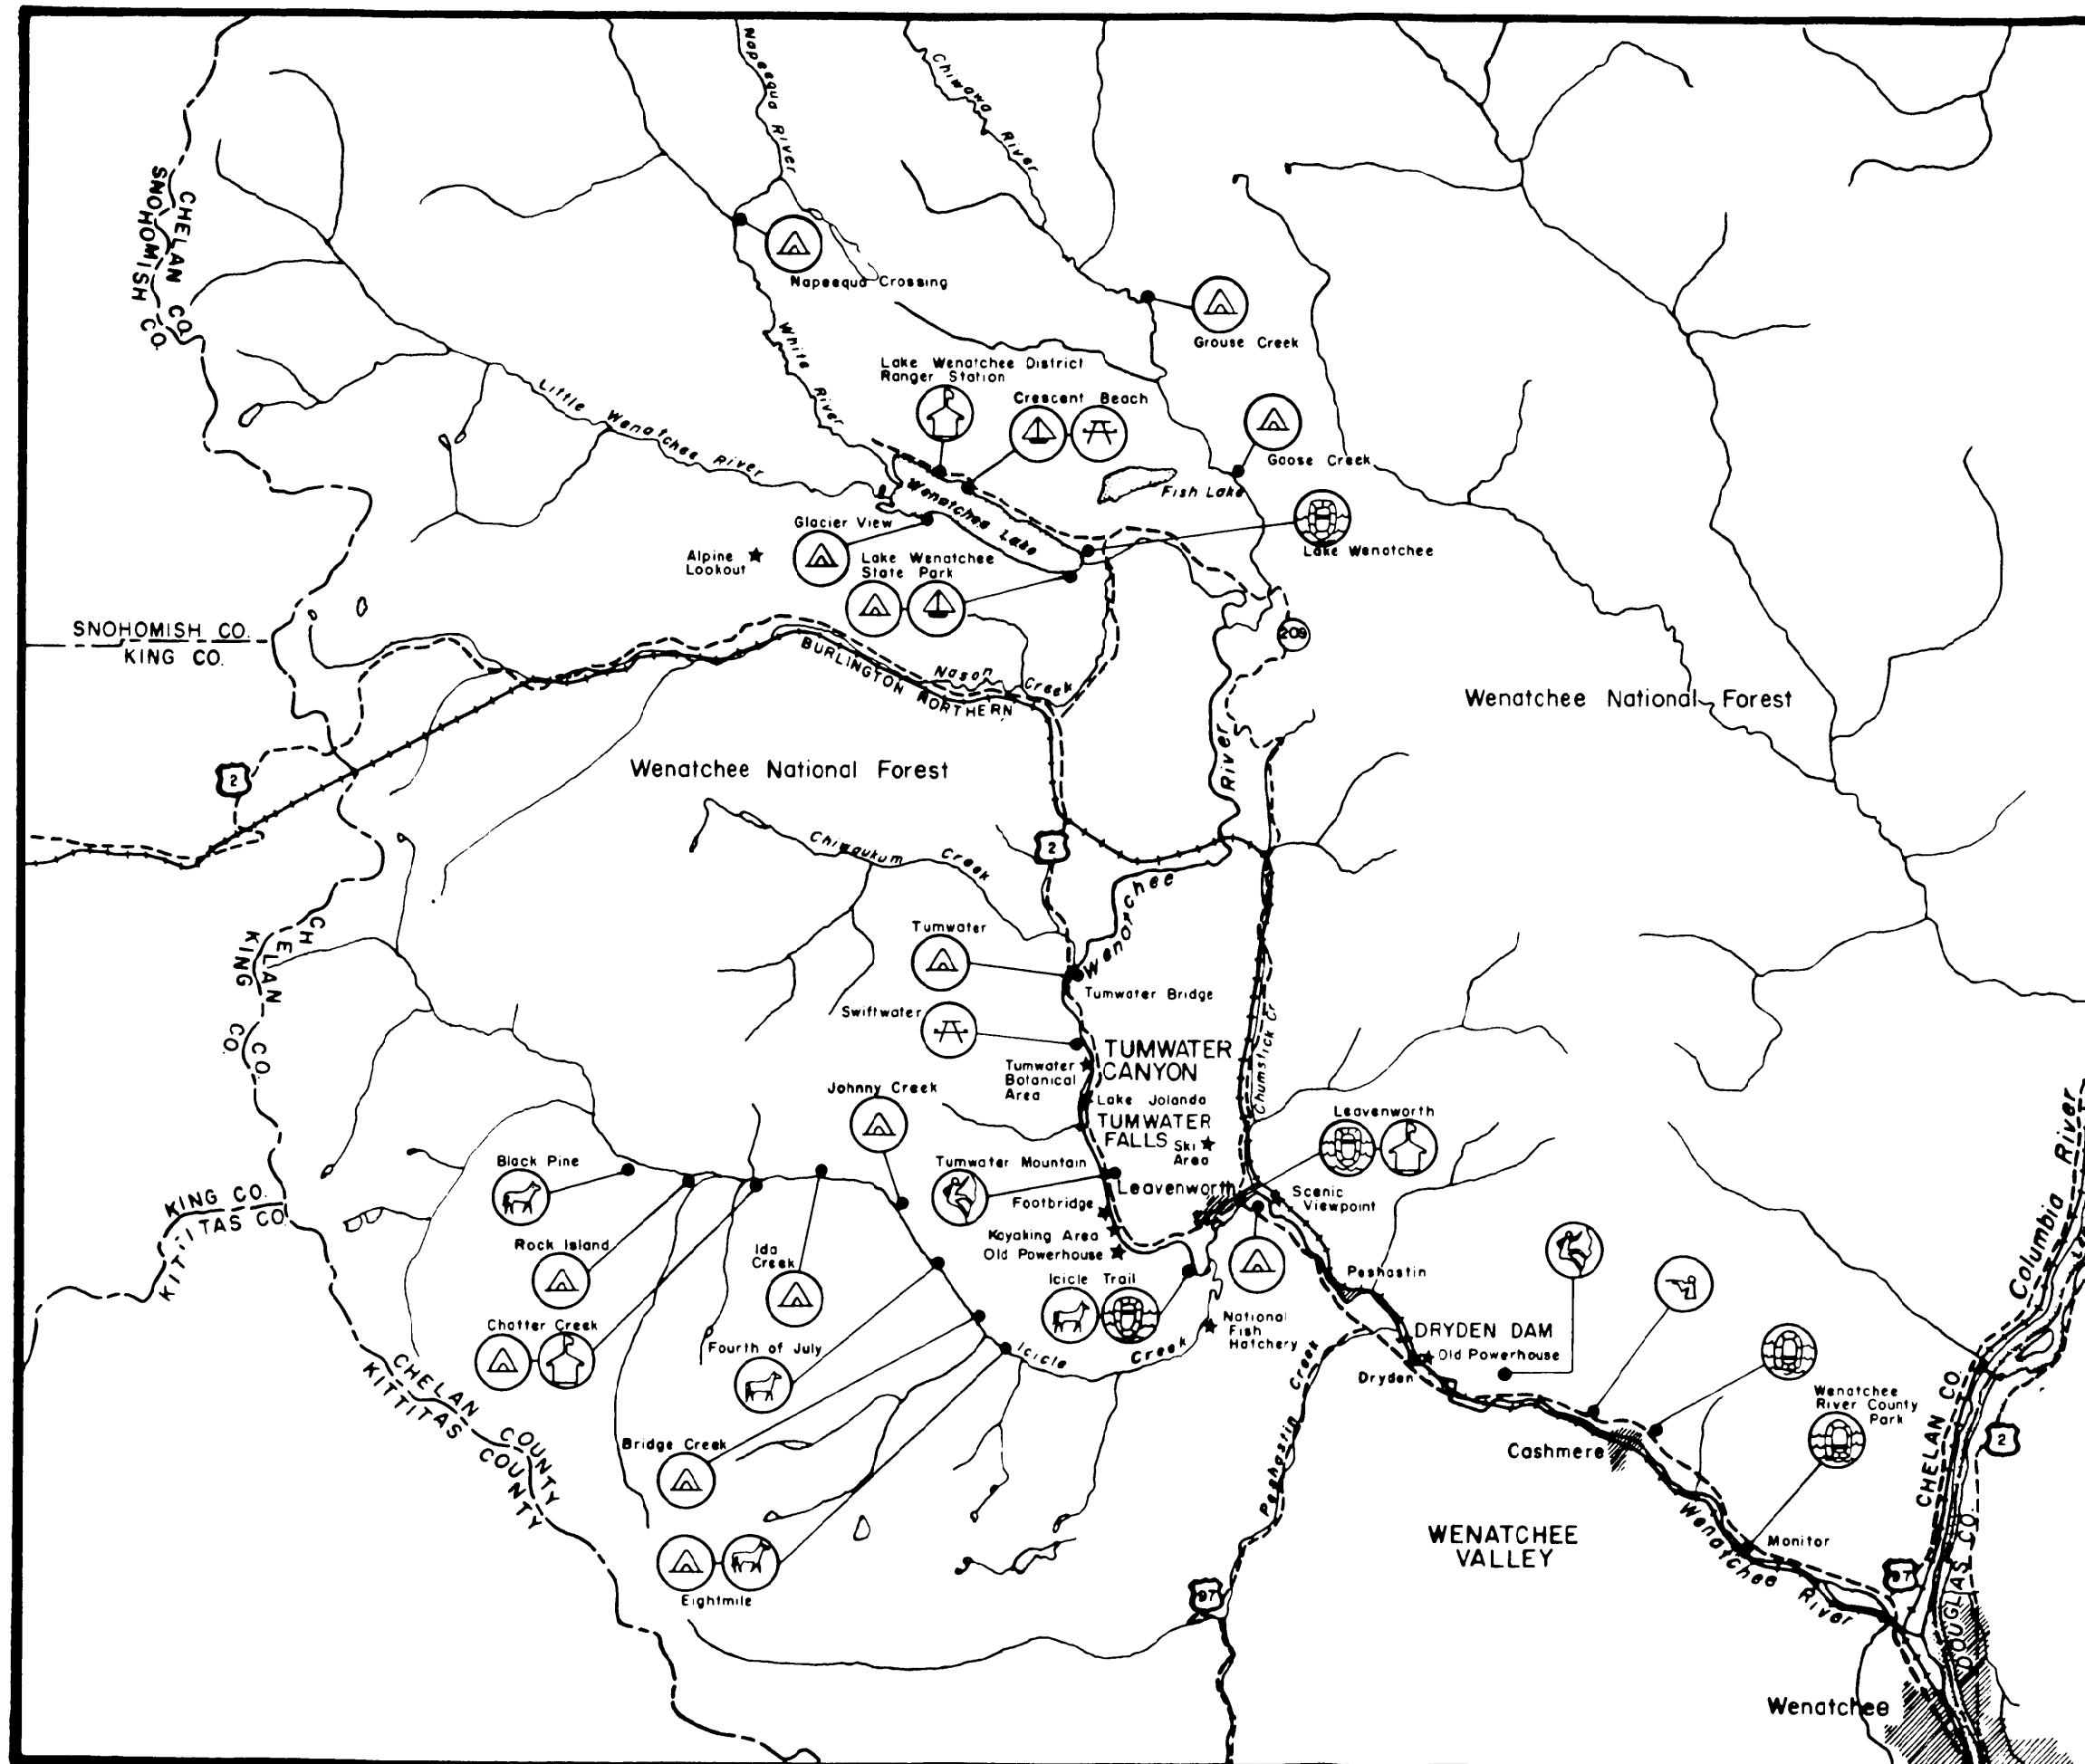 Napeequa River
Chiwawa River
CHELAN CO.
SNOHOMISH CO.
Napeequa Crossing
Grouse Creek
White River
Lake Wenatchee District
Ranger Station
Crescent Beach
Little Wenatchee River
Goose Creek
Fish Lake
Wenatchee Lake
Glacier View
Alpine
Lookout
Lake Wenatchee
State Park
Lake Wenatchee
SNOHOMISH CO.
KING CO.
209
BURLINGTON NORTHERN
Nason Creek
Wenatchee National Forest
Wenatchee National Forest
2
2
Chiwaukum Creek
Wenatchee River
CHELAN CO.
KING CO.
Tumwater
Tumwater Bridge
Swiftwater
TUMWATER
CANYON
Tumwater
Botanical
Area
Chumstick Cr
Lake Jolanda
Johnny Creek
TUMWATER
FALLS
Ski
Area
Leavenworth
Black Pine
Tumwater Mountain
Leavenworth
Footbridge
Scenic
Viewpoint
KING CO.
KITTITAS CO.
Kayaking Area
Old Powerhouse
Rock Island
Ida
Creek
Icicle Trail
Peshastin
Columbia River
Chatter Creek
Fourth of July
National
Fish
Hatchery
Icicle Creek
DRYDEN DAM
Old Powerhouse
Dryden
Peshastin Creek
CHELAN COUNTY
KITTITAS COUNTY
Wenatchee
River County
Park
CHELAN CO.
DOUGLAS CO.
2
Bridge Creek
Cashmere
Eightmile
WENATCHEE
VALLEY
Monitor
Wenatchee River
97
97
Wenatchee